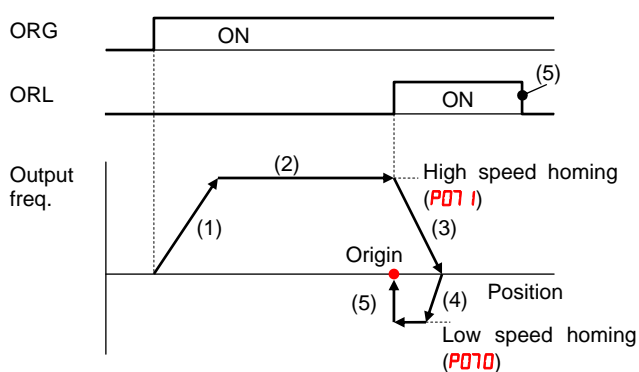 ORG
ON
ORL
ON
(5)
Output
freq.
(2)
High speed homing
(P071)
(1)
(3)
Origin
(5)
(4)
Position
Low speed homing
(P070)